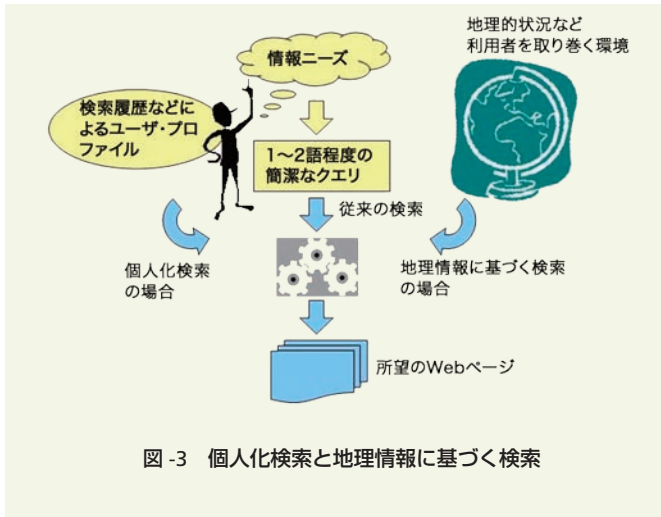 情報ニーズ
地理的状況など
利用者を取り巻く環境
検索履歴などに
よるユーザ・プロ
ファイル
1〜2語程度の
簡潔なクエリ
従来の検索
個人化検索
の場合
地理情報に基づく検索
の場合
所望のWebページ
図 -3 個人化検索と地理情報に基づく検索